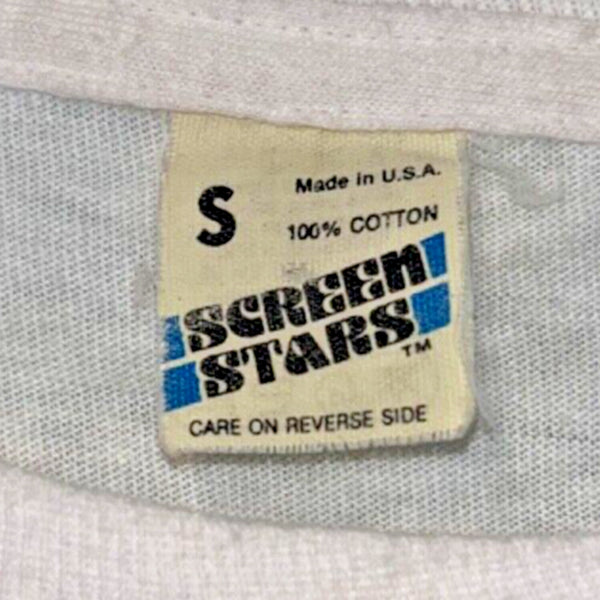 S
Made in U.S.A.
100% COTTON
SCREEN
STARS
TM
CARE ON REVERSE SIDE